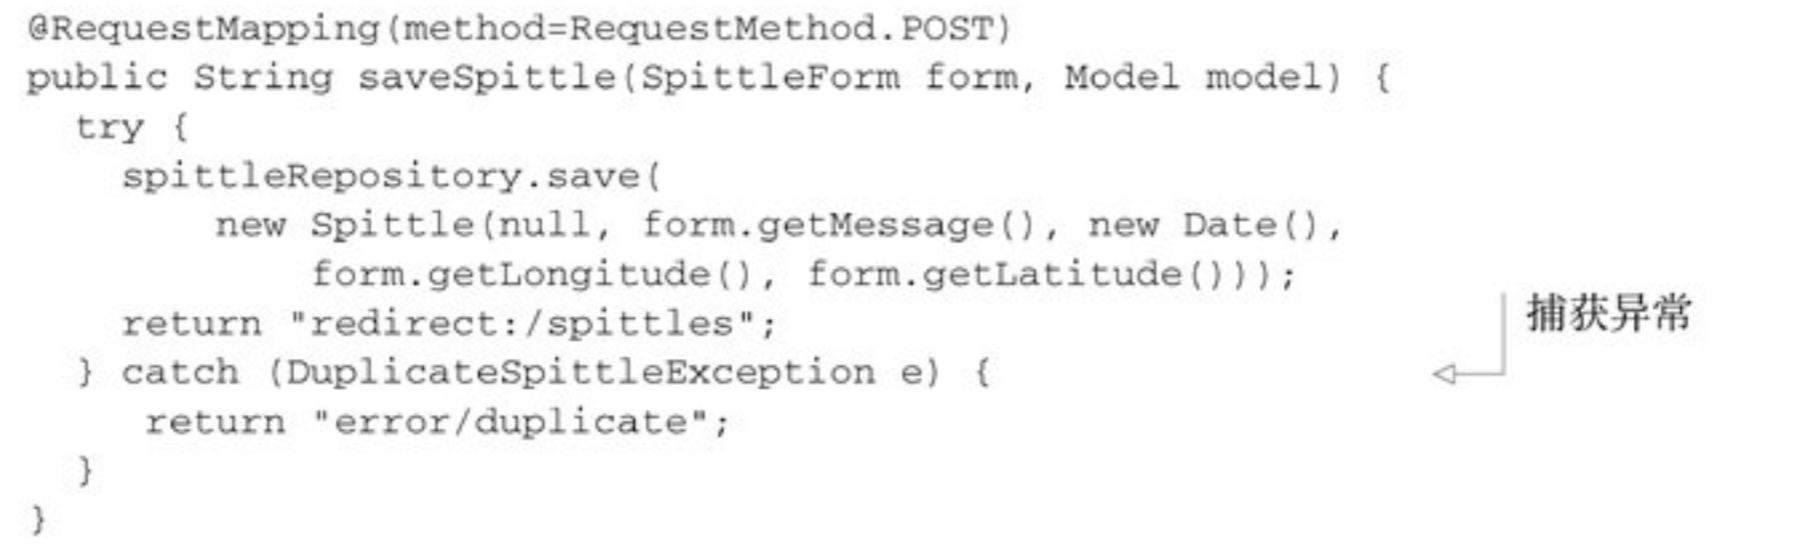 @RequestMapping(method=RequestMethod.POST)
public String saveSpittle(SpittleForm form, Model model) {
  try {
    spittleRepository.save(
        new Spittle(null, form.getMessage(), new Date(),
            form.getLongitude(), form.getLatitude()));
    return "redirect:/spittles";
捕获异常
  } catch (DuplicateSpittleException e) {
     return "error/duplicate";
  }
}